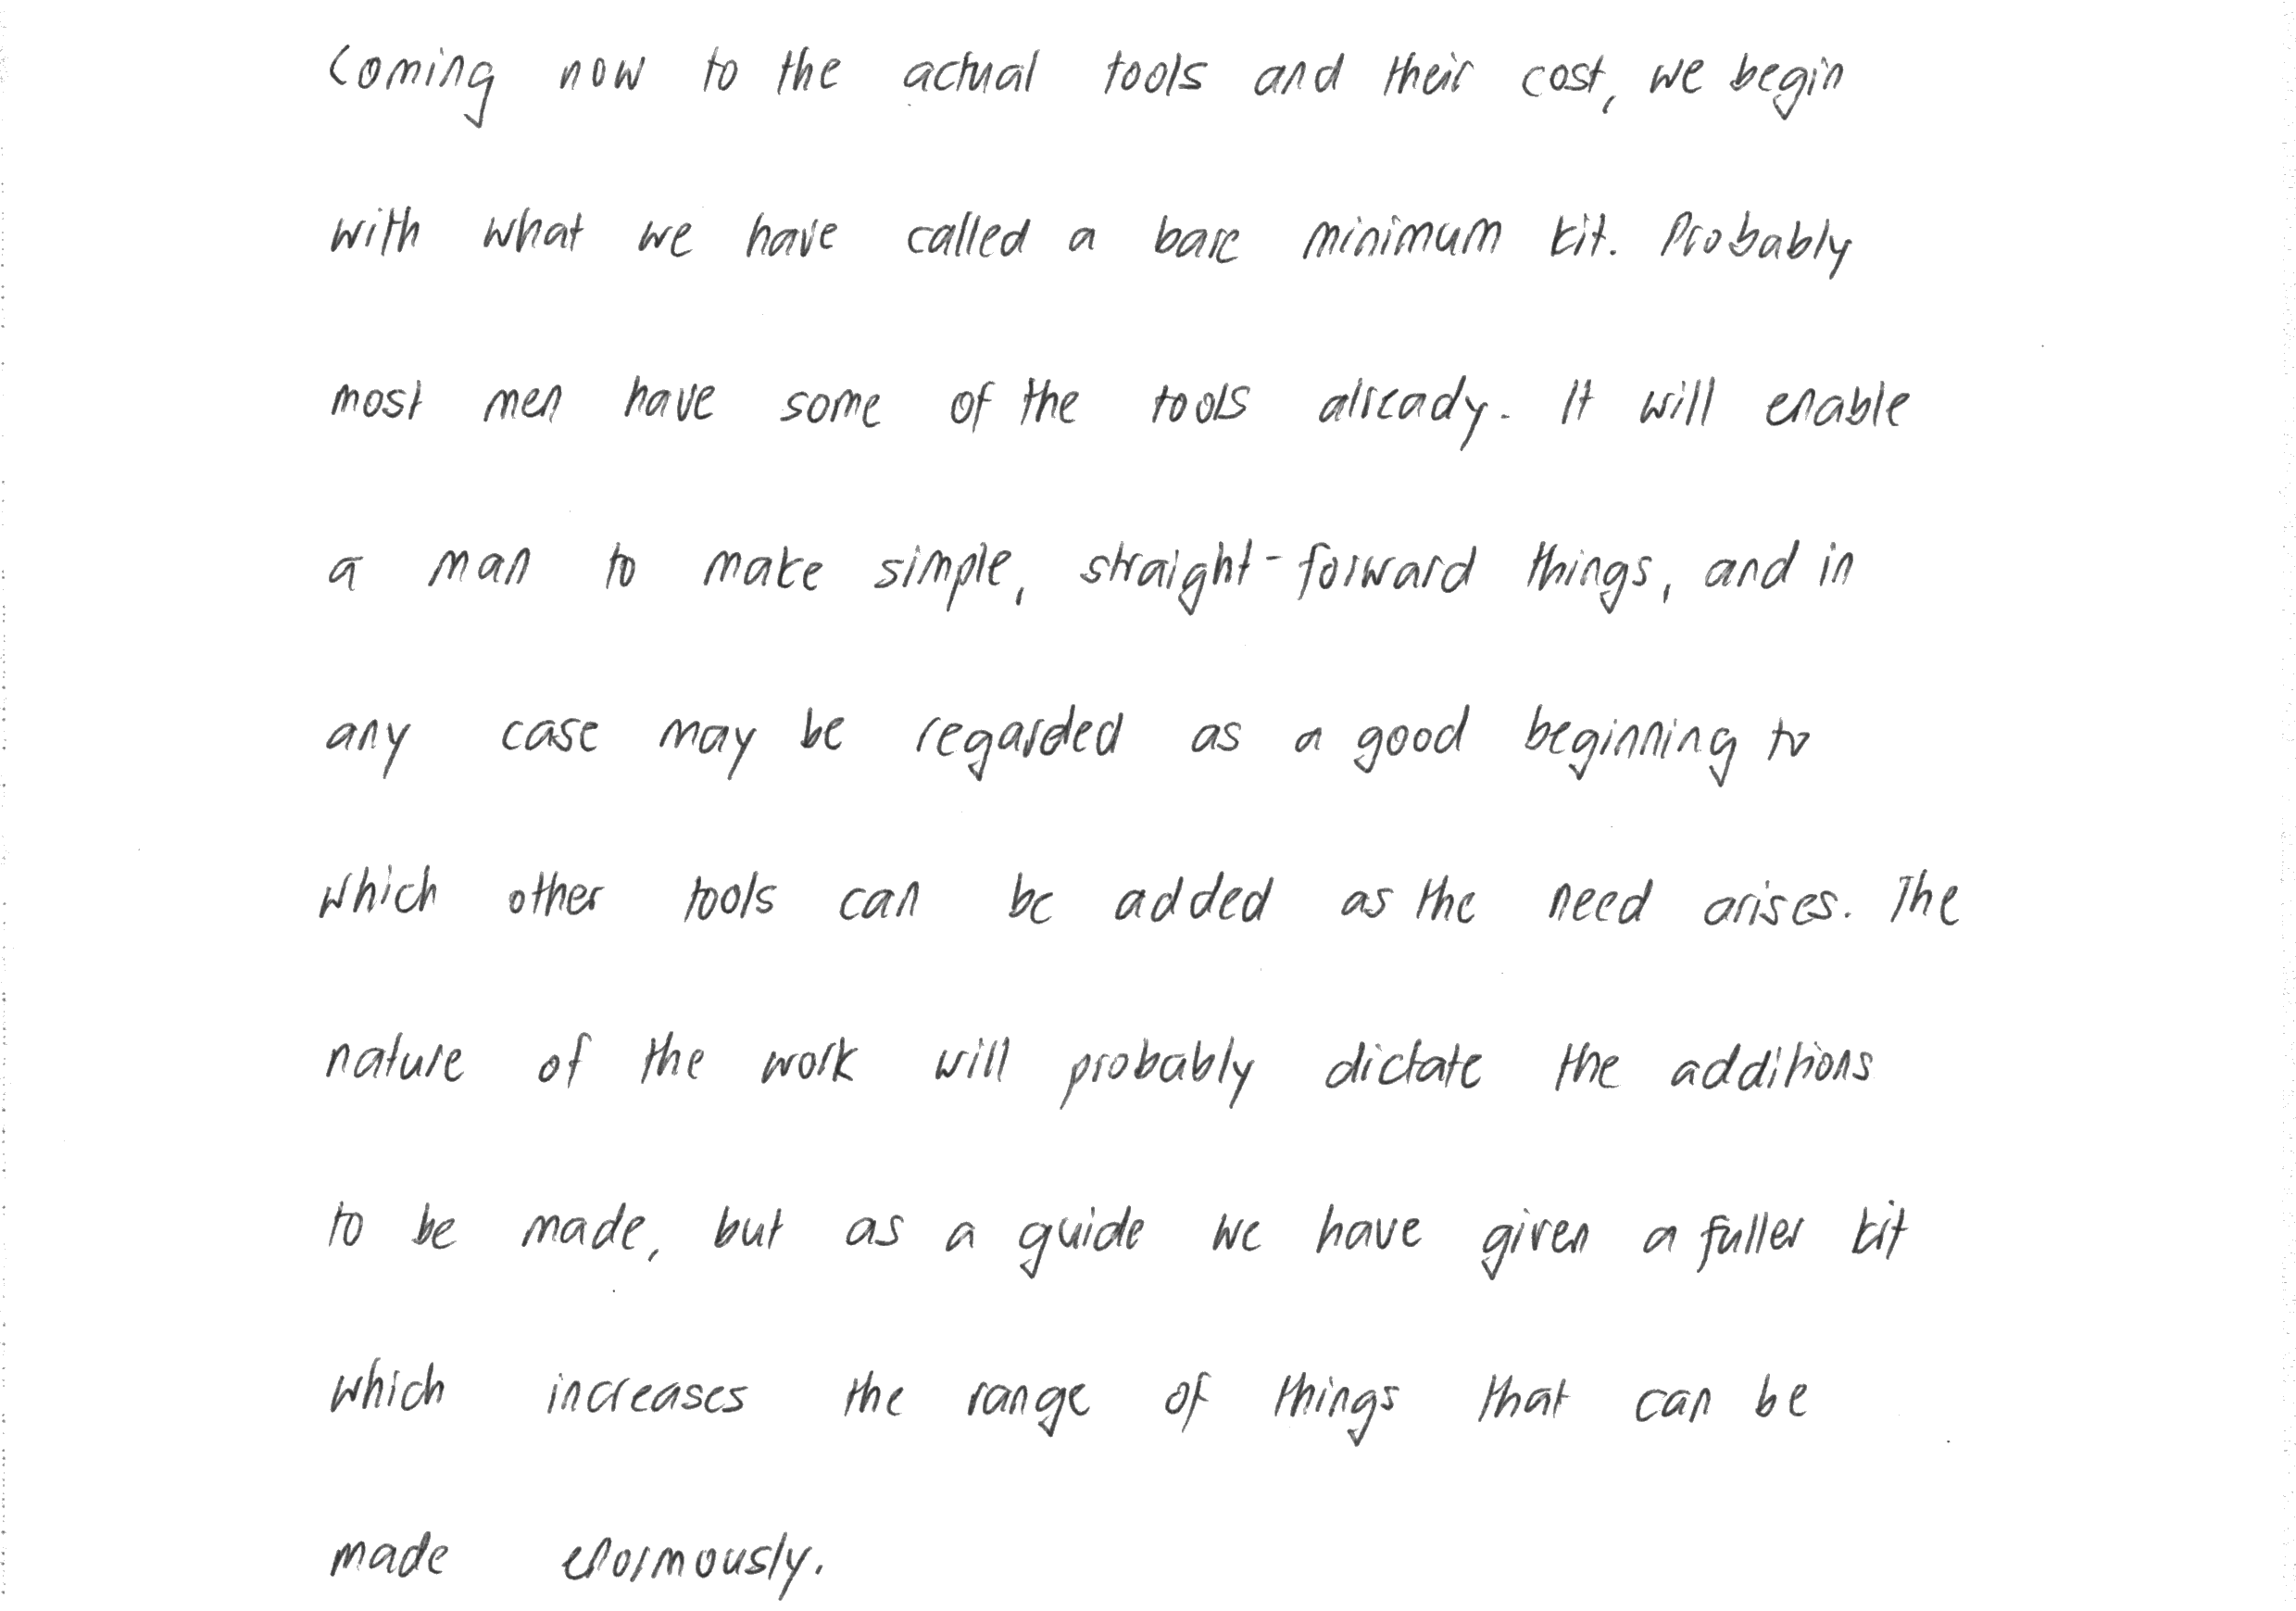 Coming now to the actual tools and their cost, we begin
with what we have called a bare minimum kit. Probably
most men have some of the tools already. It will enable
a man to make simple, straight-forward things, and in
any case may be regarded as a good beginning to
which other tools can be added as the need arises. The
nature of the work will probably dictate the additions
to be made, but as a guide we have given a fuller kit
which increases the range of things that can be
made enormously.